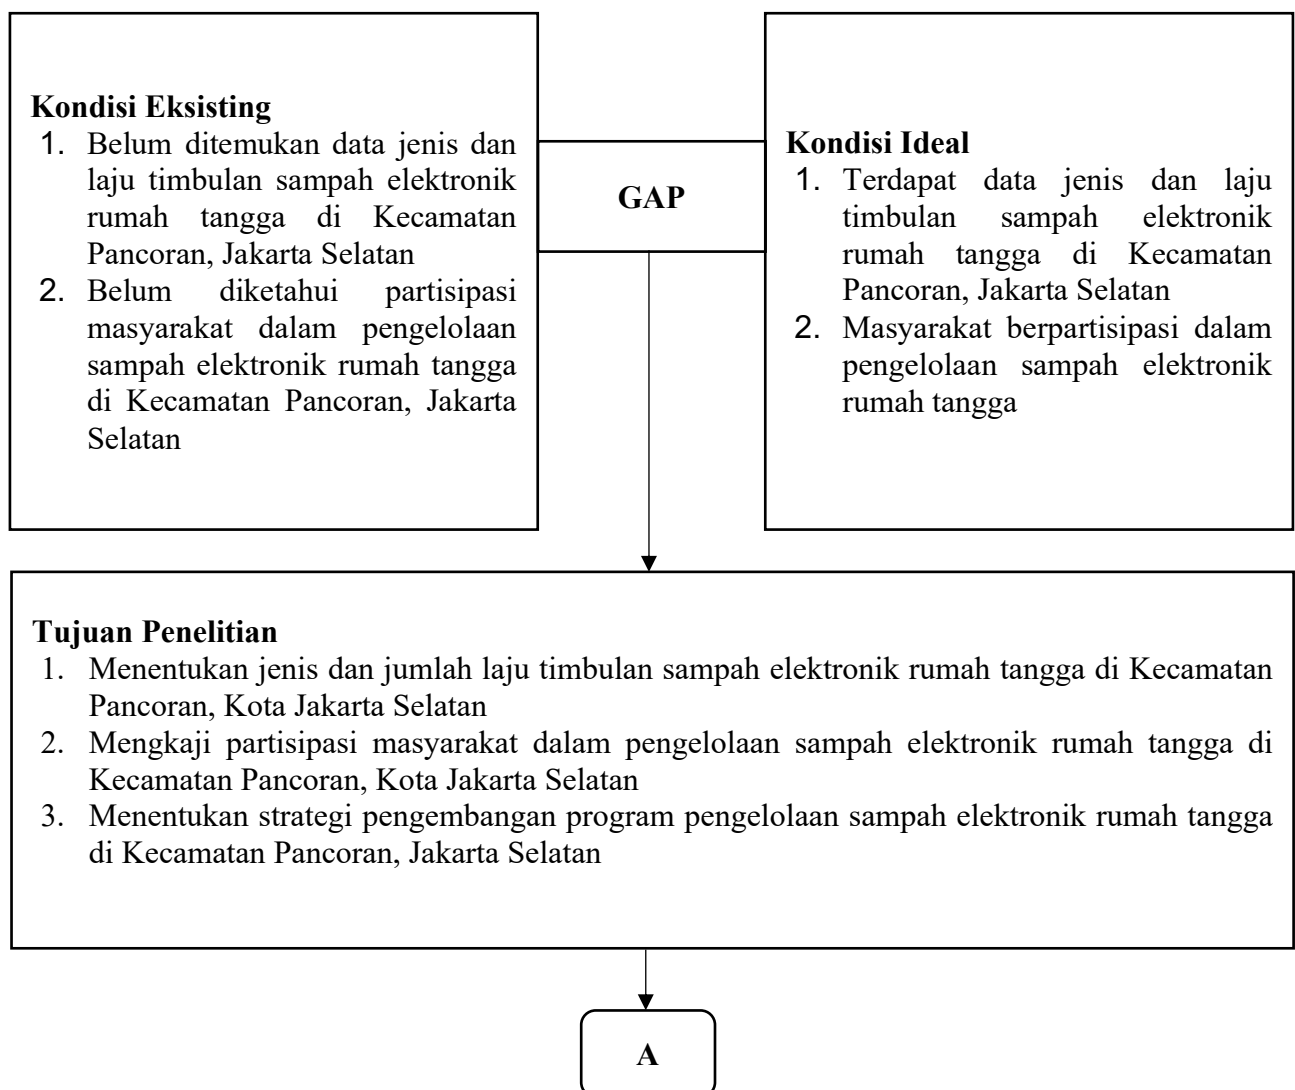 Kondisi Eksisting
1. Belum ditemukan data jenis dan
laju timbulan sampah elektronik
rumah tangga di Kecamatan
Pancoran, Jakarta Selatan
2. Belum diketahui partisipasi
masyarakat dalam pengelolaan
sampah elektronik rumah tangga
di Kecamatan Pancoran, Jakarta
Selatan
GAP
Kondisi Ideal
1. Terdapat data jenis dan laju
timbulan sampah elektronik
rumah tangga di Kecamatan
Pancoran, Jakarta Selatan
2. Masyarakat berpartisipasi dalam
pengelolaan sampah elektronik
rumah tangga
Tujuan Penelitian
1. Menentukan jenis dan jumlah laju timbulan sampah elektronik rumah tangga di Kecamatan
Pancoran, Kota Jakarta Selatan
2. Mengkaji partisipasi masyarakat dalam pengelolaan sampah elektronik rumah tangga di
Kecamatan Pancoran, Kota Jakarta Selatan
3. Menentukan strategi pengembangan program pengelolaan sampah elektronik rumah tangga
di Kecamatan Pancoran, Jakarta Selatan
A